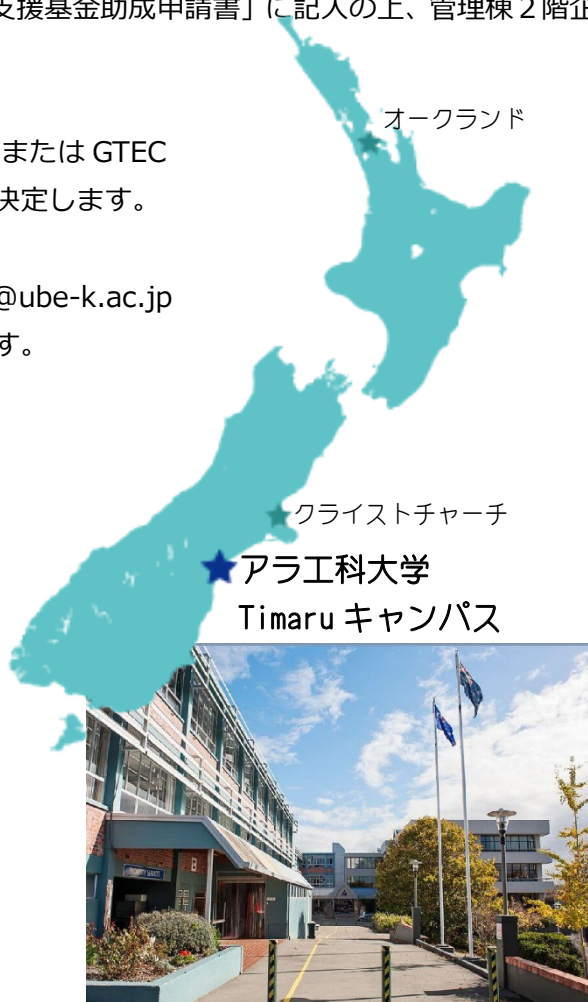 支援基金助成申請書」に記入の上、管理棟２階企
オークランド
または GTEC
決定します。
@ube-k.ac.jp
す。
クライストチャーチ
アラ工科大学
Timaru キャンパス